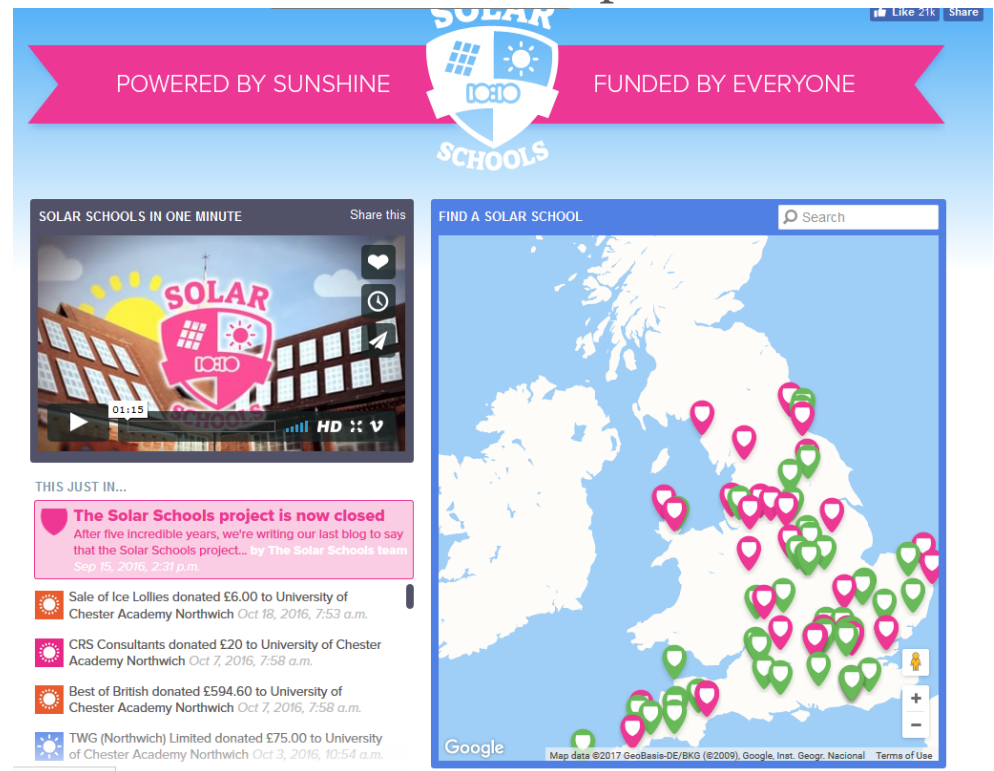 Like 21k Share
SOLAR
POWERED BY SUNSHINE
10:10
FUNDED BY EVERYONE
SCHOOLS
SOLAR SCHOOLS IN ONE MINUTE Share this
SOLAR
10:10
SCHOOLS
01:15
HD
THIS JUST IN...
The Solar Schools project is now closed
After five incredible years, we're writing our last blog to say
that the Solar Schools project... by The Solar Schools team
Sep 15, 2016, 2:31 p.m.
Sale of Ice Lollies donated £6.00 to University of
Chester Academy Northwich Oct 18, 2016, 7:53 a.m.
CRS Consultants donated £20 to University of Chester
Academy Northwich Oct 7, 2016, 7:58 a.m.
Best of British donated £594.60 to University of
Chester Academy Northwich Oct 7, 2016, 7:58 a.m.
TWG (Northwich) Limited donated £75.00 to University
of Chester Academy Northwich Oct 3, 2016, 10:54 a.m.
FIND A SOLAR SCHOOL Search
+
−
Google
Map data ©2017 GeoBasis-DE/BKG (©2009), Google, Inst. Geogr. Nacional Terms of Use